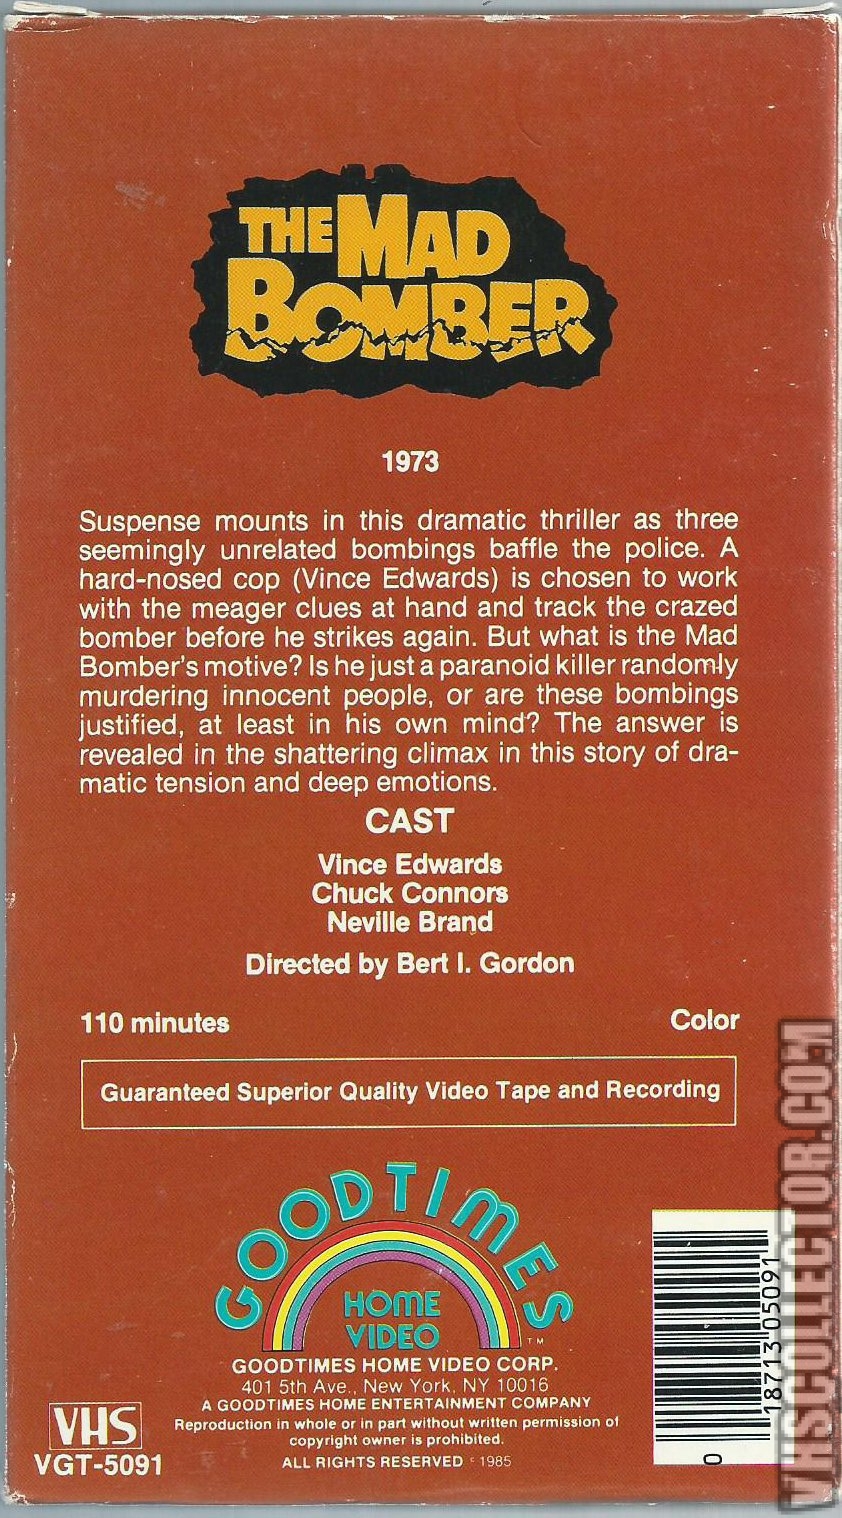 THE MAD
BOMBER
1973
Suspense mounts in this dramatic thriller as three
seemingly unrelated bombings baffle the police. A
hard-nosed cop (Vince Edwards) is chosen to work
with the meager clues at hand and track the crazed
bomber before he strikes again. But what is the Mad
Bomber's motive? Is he just a paranoid killer randomly
murdering innocent people, or are these bombings
justified, at least in his own mind? The answer is
revealed in the shattering climax in this story of dra-
matic tension and deep emotions.
CAST
Vince Edwards
Chuck Connors
Neville Brand
Directed by Bert I. Gordon
110 minutes
Color
Guaranteed Superior Quality Video Tape and Recording
GOODTIMES
HOME
VIDEO
TM
GOODTIMES HOME VIDEO CORP.
401 5th Ave., New York, NY 10016
A GOODTIMES HOME ENTERTAINMENT COMPANY
Reproduction in whole or in part without written permission of
copyright owner is prohibited.
ALL RIGHTS RESERVED © 1985
VHS
VGT-5091
0 18713 05091
VHSCOLLECTOR.COM